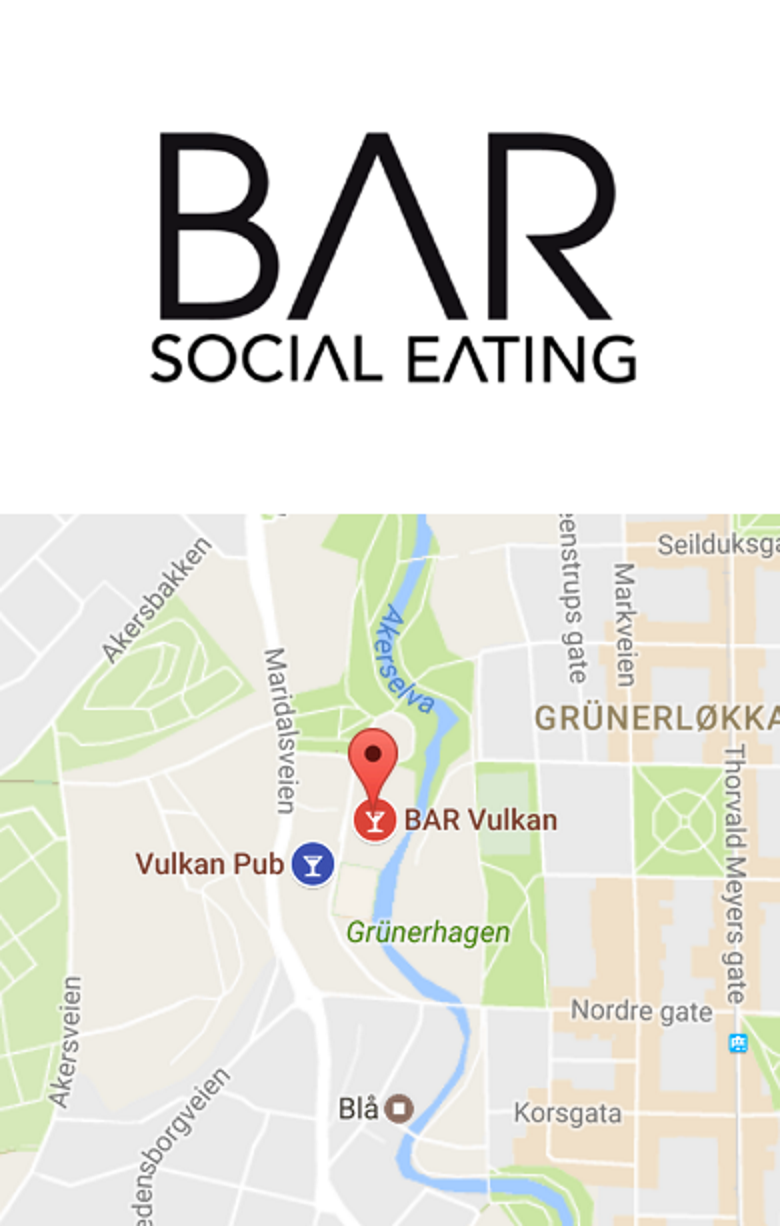 BAR
SOCIAL EATING
Seilduksga
eenstrups gate
Markveien
Akersbakken
Akerselva
Maridalsveien
GRÜNERLØKKA
Thorvald Meyers gate
BAR Vulkan
Vulkan Pub
Grünerhagen
Akersveien
Nordre gate
edensborgveien
Blå
Korsgata